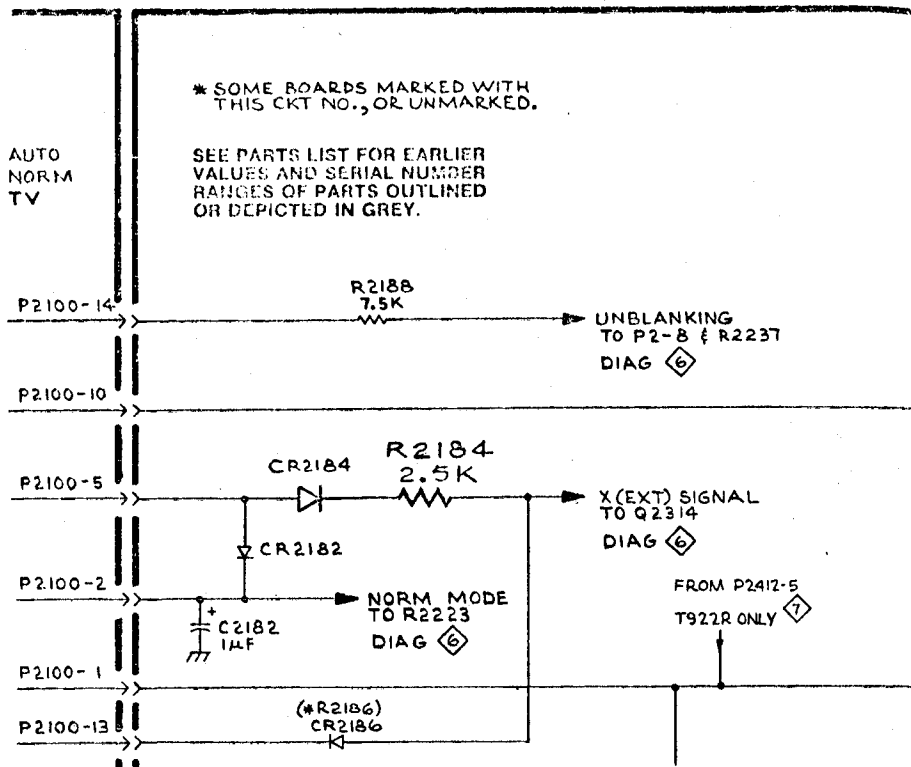 * SOME BOARDS MARKED WITH
THIS CKT NO., OR UNMARKED.
AUTO
NORM
TV
SEE PARTS LIST FOR EARLIER
VALUES AND SERIAL NUMBER
RANGES OF PARTS OUTLINED
OR DEPICTED IN GREY.
P2100-14
R2188
7.5K
UNBLANKING
TO P2-8 & R2237
DIAG 6
P2100-10
P2100-5
CR2184
R2184
2.5K
X (EXT) SIGNAL
TO Q2314
DIAG 6
CR2182
P2100-2
+
C2182
1µF
NORM MODE
TO R2223
DIAG 6
FROM P2412-5
T922R ONLY 7
P2100-1
P2100-13
(*R2186)
CR2186